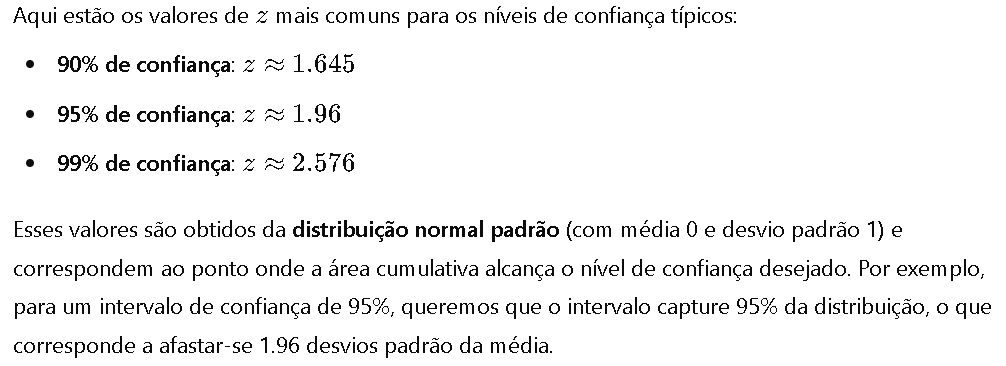 Aqui estão os valores de z mais comuns para os níveis de confiança típicos:
• 90% de confiança: z ≈ 1.645
• 95% de confiança: z ≈ 1.96
• 99% de confiança: z ≈ 2.576
Esses valores são obtidos da distribuição normal padrão (com média 0 e desvio padrão 1) e
correspondem ao ponto onde a área cumulativa alcança o nível de confiança desejado. Por exemplo,
para um intervalo de confiança de 95%, queremos que o intervalo capture 95% da distribuição, o que
corresponde a afastar-se 1.96 desvios padrão da média.